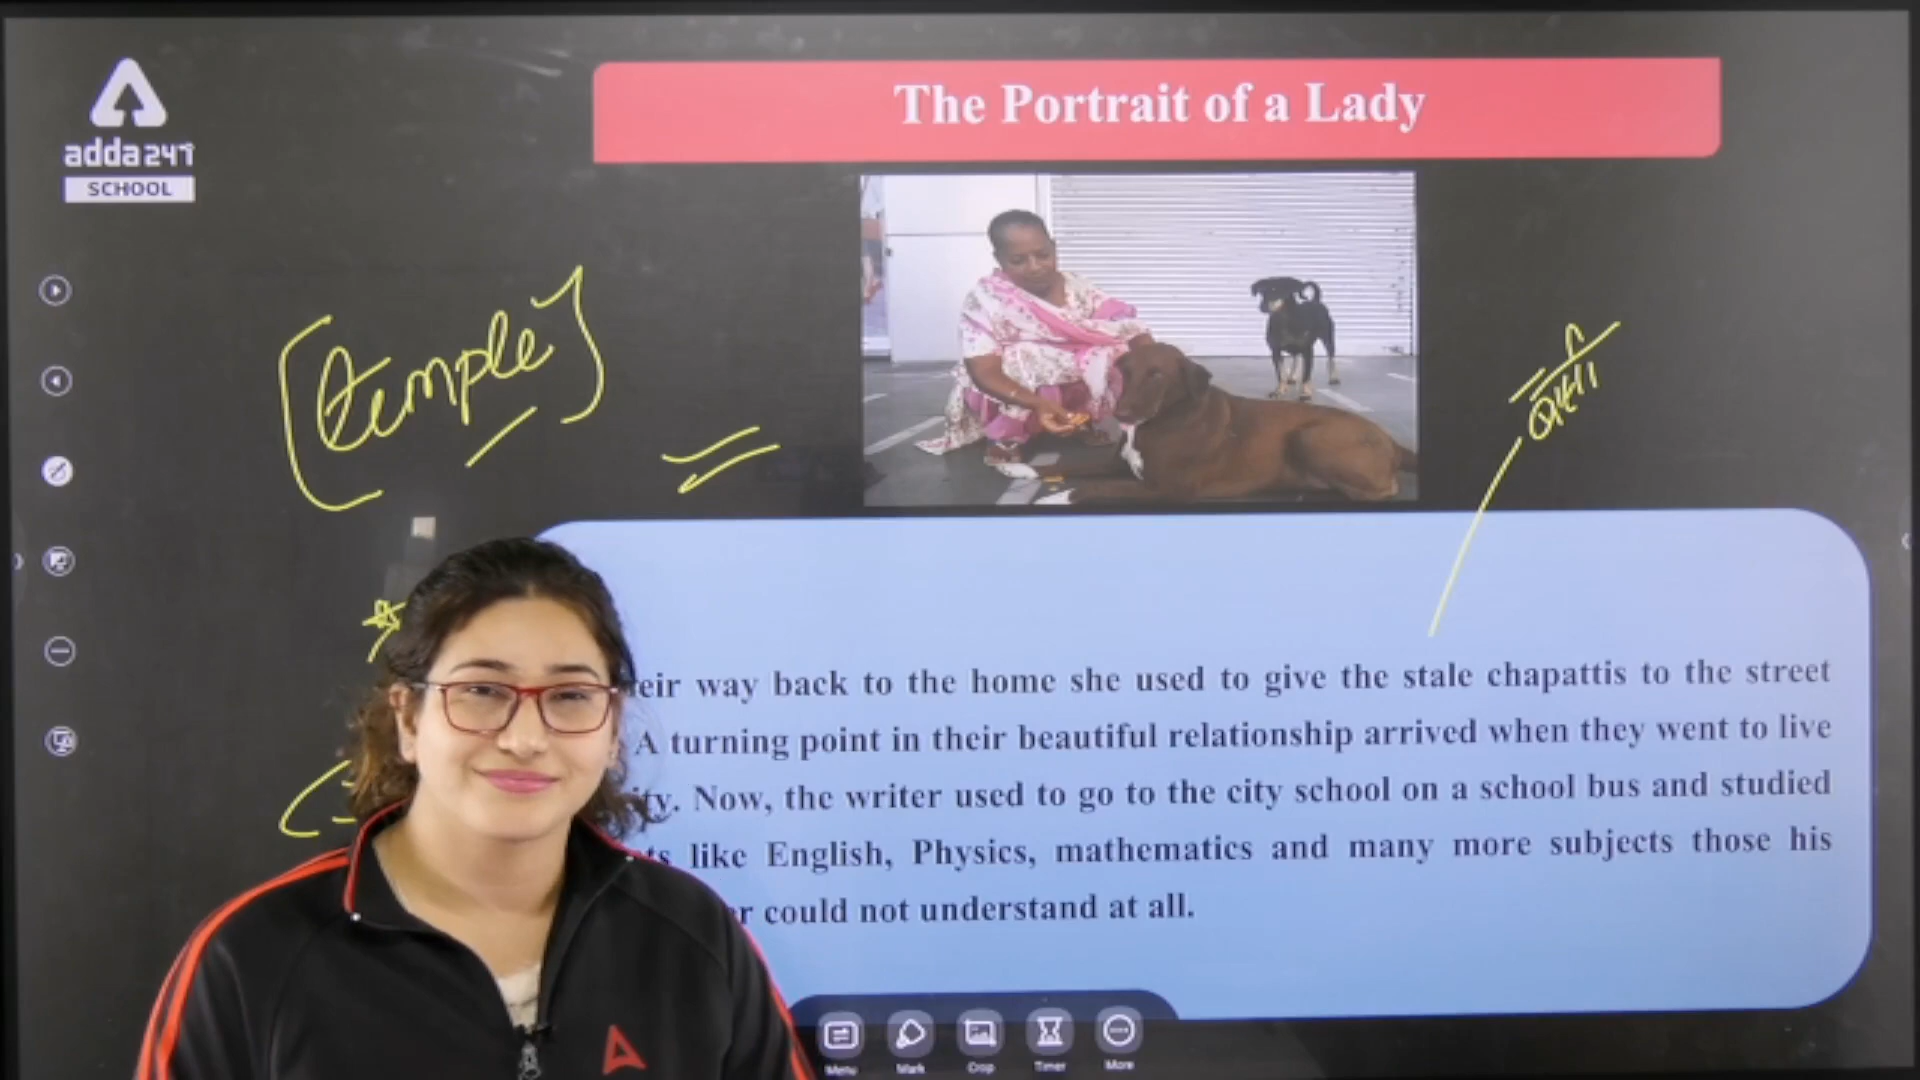 adda247
SCHOOL
The Portrait of a Lady
[temple]
eir way back to the home she used to give the stale chapattis to the street
A turning point in their beautiful relationship arrived when they went to live
ity. Now, the writer used to go to the city school on a school bus and studied
ts like English, Physics, mathematics and many more subjects those his
r could not understand at all.
Menu
Mark
Crop
Timer
More